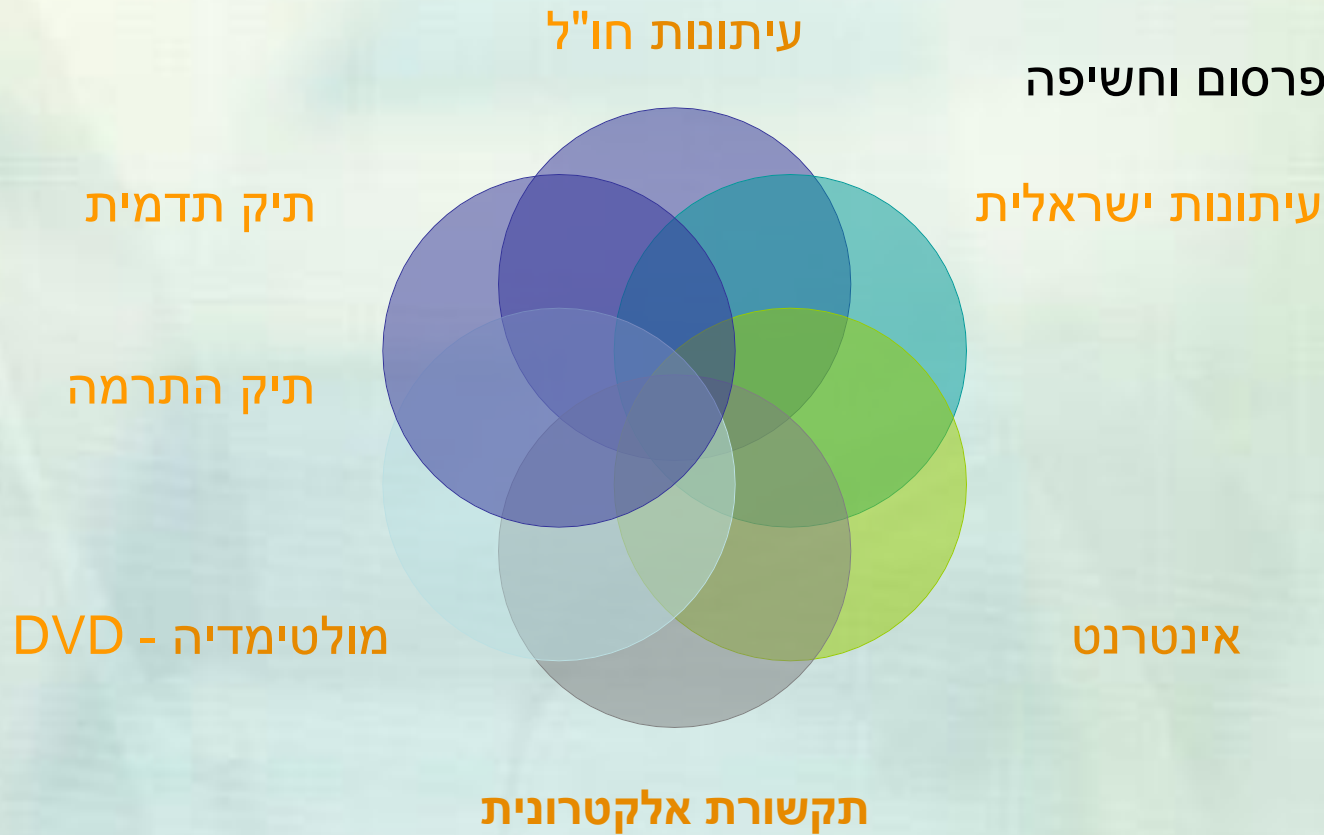 עיתונות חו"ל
פרסום וחשיפה
עיתונות ישראלית
תיק תדמית
תיק התרמה
אינטרנט
מולטימדיה - DVD
תקשורת אלקטרונית